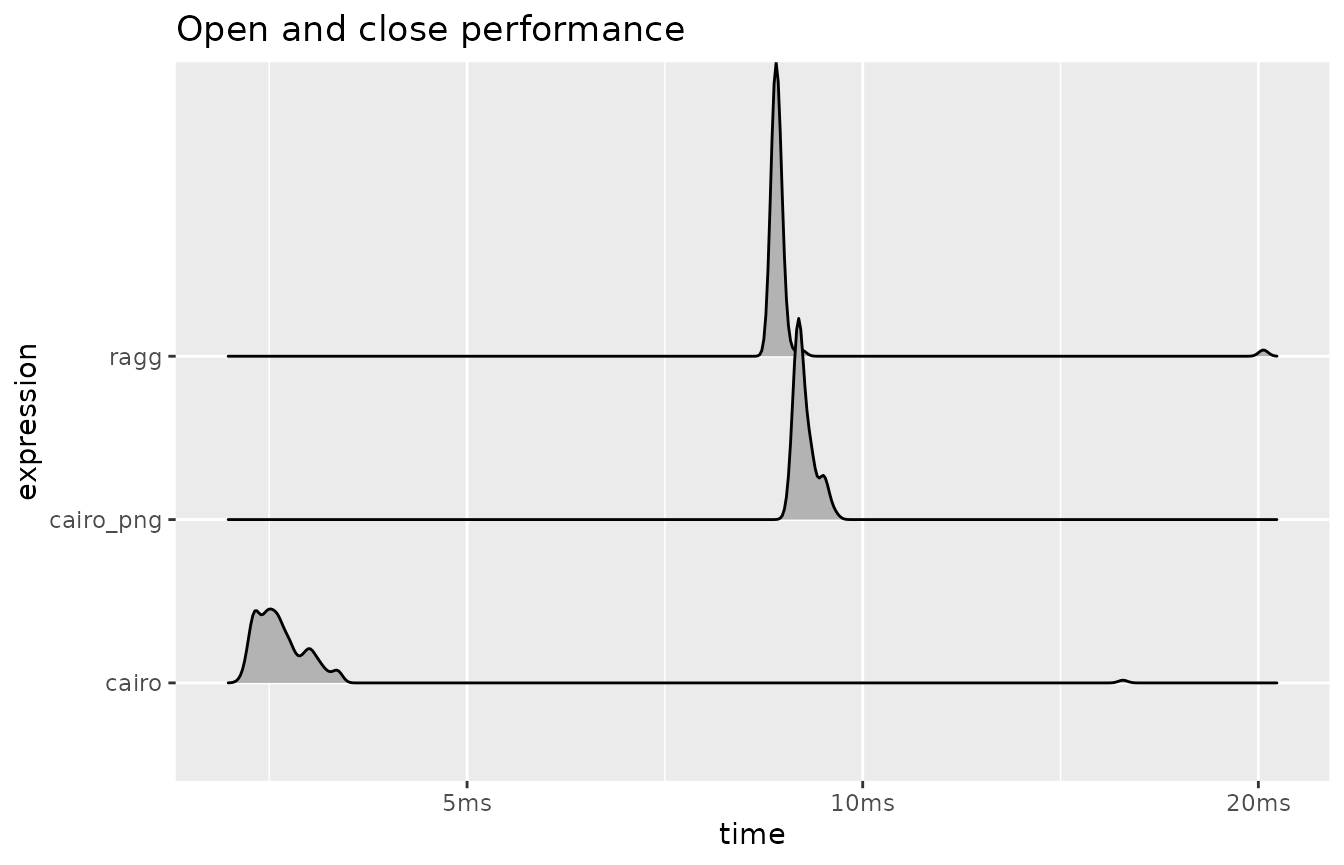 Open and close performance
expression
ragg
cairo_png
cairo
5ms
10ms
20ms
time